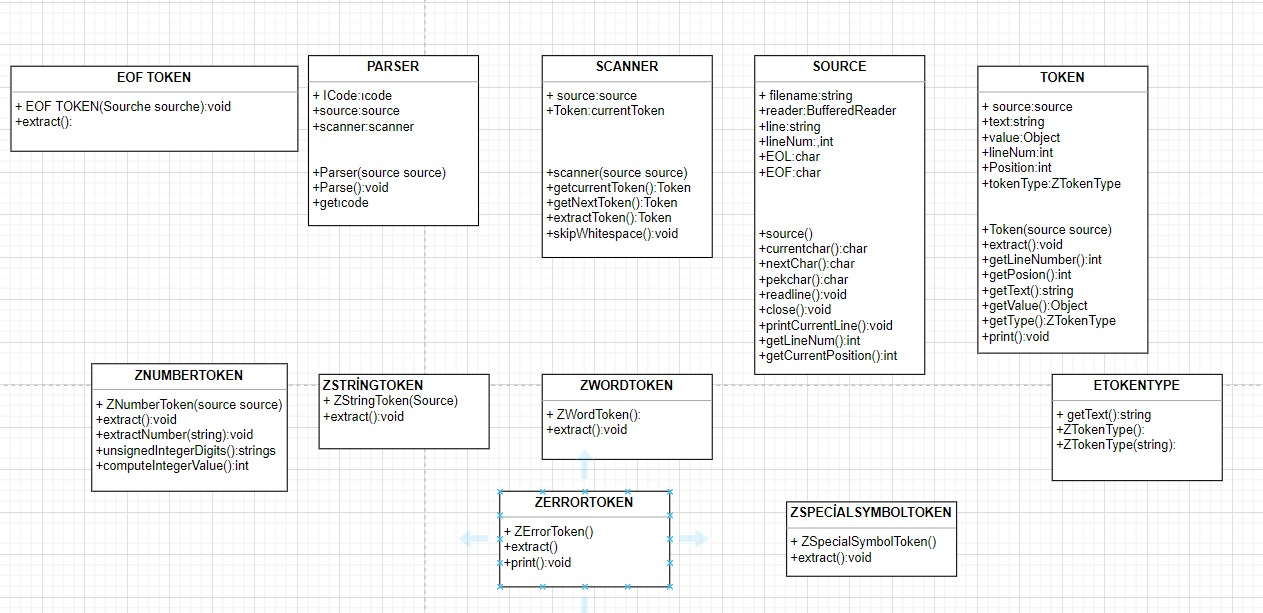 EOF TOKEN
+ EOF TOKEN(Sourche sourche):void
+extract():
PARSER
+ ICode:ıcode
+source:source
+scanner:scanner
+Parser(source source)
+Parse():void
+getıcode
SCANNER
+ source:source
+Token:currentToken
+scanner(source source)
+getcurrentToken():Token
+getNextToken():Token
+extractToken():Token
+skipWhitespace():void
SOURCE
+ filename:string
+reader:BufferedReader
+line:string
+lineNum:,int
+EOL:char
+EOF:char
+source()
+currentchar():char
+nextChar():char
+pekchar():char
+readline():void
+close():void
+printCurrentLine():void
+getLineNum():int
+getCurrentPosition():int
TOKEN
+ source:source
+text:string
+value:Object
+lineNum:int
+Position:int
+tokenType:ZTokenType
+Token(source source)
+extract():void
+getLineNumber():int
+getPosion():int
+getText():string
+getValue():Object
+getType():ZTokenType
+print():void
ZNUMBERTOKEN
+ ZNumberToken(source source)
+extract():void
+extractNumber(string):void
+unsignedIntegerDigits():strings
+computeIntegerValue():int
ZSTRİNGTOKEN
+ ZStringToken(Source)
+extract():void
ZWORDTOKEN
+ ZWordToken():
+extract():void
ETOKENTYPE
+ getText():string
+ZTokenType():
+ZTokenType(string):
ZERRORTOKEN
+ ZErrorToken()
+extract()
+print():void
ZSPECİALSYMBOLTOKEN
+ ZSpecialSymbolToken()
+extract():void